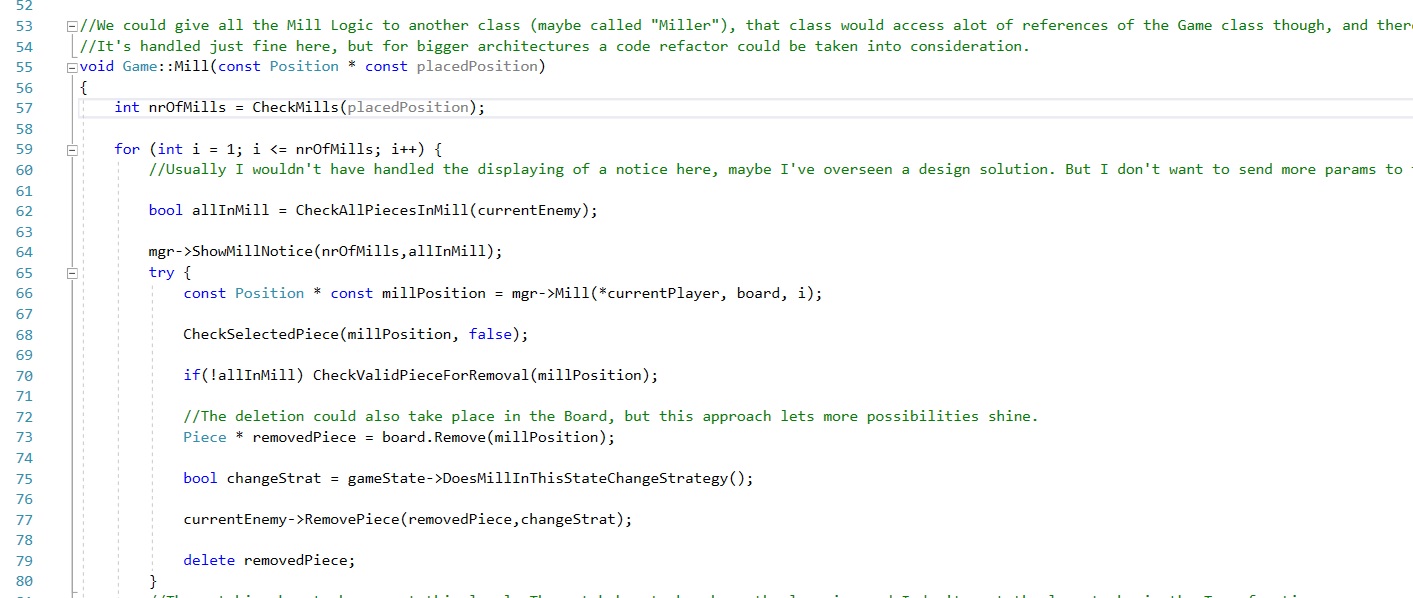 52
53 //We could give all the Mill Logic to another class (maybe called "Miller"), that class would access alot of references of the Game class though, and
54 //It's handled just fine here, but for bigger architectures a code refactor could be taken into consideration.
55 void Game::Mill(const Position * const placedPosition)
56 {
57 int nrOfMills = CheckMills(placedPosition);
58
59 for (int i = 1; i <= nrOfMills; i++) {
60 //Usually I wouldn't have handled the displaying of a notice here, maybe I've overseen a design solution. But I don't want to send more params to
61
62 bool allInMill = CheckAllPiecesInMill(currentEnemy);
63
64 mgr->ShowMillNotice(nrOfMills,allInMill);
65 try {
66 const Position * const millPosition = mgr->Mill(*currentPlayer, board, i);
67
68 CheckSelectedPiece(millPosition, false);
69
70 if(!allInMill) CheckValidPieceForRemoval(millPosition);
71
72 //The deletion could also take place in the Board, but this approach lets more possibilities shine.
73 Piece * removedPiece = board.Remove(millPosition);
74
75 bool changeStrat = gameState->DoesMillInThisStateChangeStrategy();
76
77 currentEnemy->RemovePiece(removedPiece,changeStrat);
78
79 delete removedPiece;
80 }